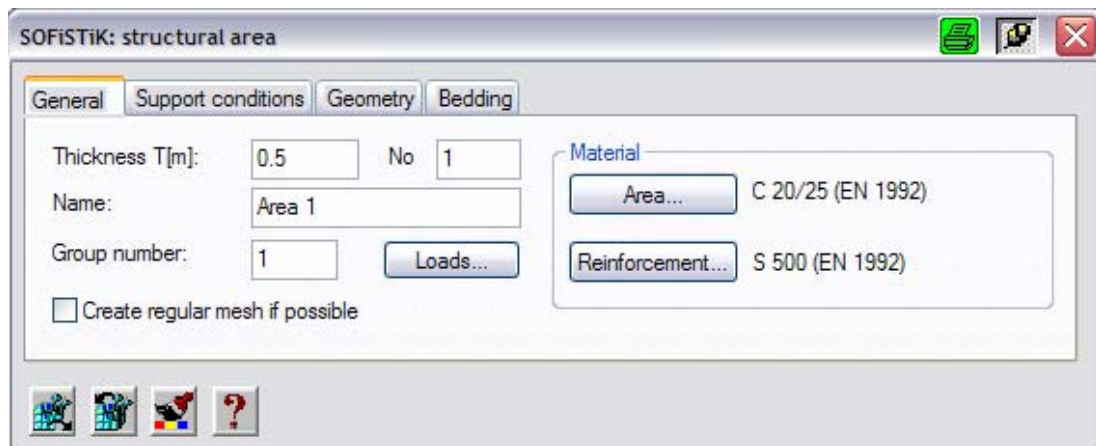 SOFiSTiK: structural area
General Support conditions Geometry Bedding
Thickness T[m]: 0.5 No 1
Name: Area 1
Group number: 1 Loads...
Create regular mesh if possible
Material
Area... C 20/25 (EN 1992)
Reinforcement... S 500 (EN 1992)
?